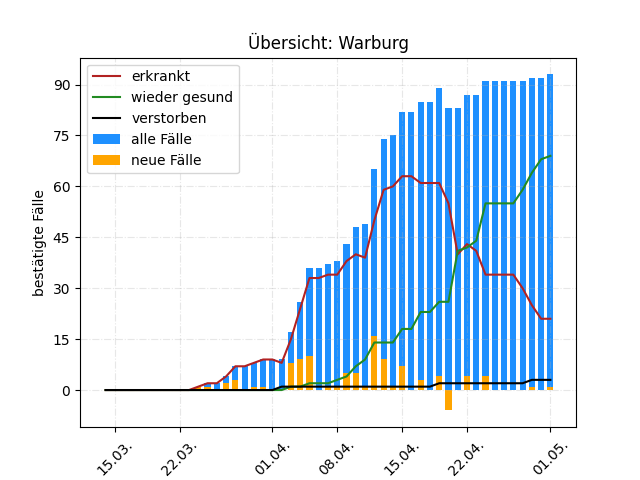 Übersicht: Warburg
erkrankt
wieder gesund
verstorben
alle Fälle
neue Fälle
bestätigte Fälle
90
75
60
45
30
15
0
15.03.
22.03.
01.04.
08.04.
15.04.
22.04.
01.05.